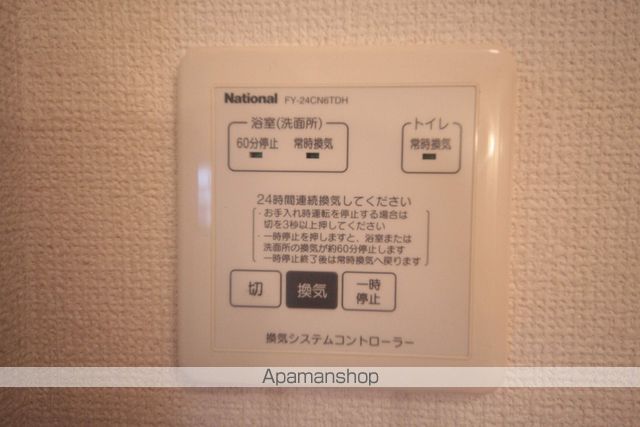 National FY-24CN6TDH
浴室(洗面所)
60分停止 常時換気
トイレ
常時換気
24時間連続換気してください
・お手入れ時運転を停止する場合は
切を3秒以上押してください
・一時停止を押しますと、浴室または
洗面所の換気が約60分停止します
一時停止終了後は常時換気へ戻ります
切
換気
一時
停止
換気システムコントローラー
Apamanshop